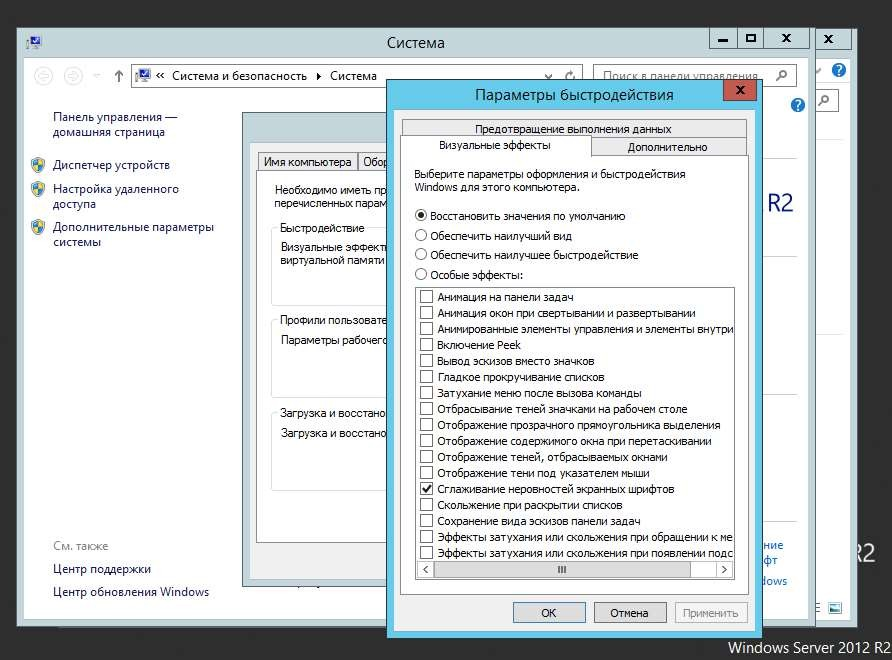 Система
Система и безопасность
Система
Поиск в панели управления
Панель управления —
домашняя страница
Диспетчер устройств
Настройка удаленного
доступа
Дополнительные параметры
системы
См. также
Центр поддержки
Центр обновления Windows
Имя компьютера
Обор
Необходимо иметь пр
перечисленных парам
Быстродействие
Визуальные эффекты
виртуальной памяти
Профили пользовате
Параметры рабочего
Загрузка и восстано
Загрузка и восстано
Параметры быстродействия
Предотвращение выполнения данных
Визуальные эффекты
Дополнительно
Выберите параметры оформления и быстродействия
Windows для этого компьютера.
Восстановить значения по умолчанию
Обеспечить наилучший вид
Обеспечить наилучшее быстродействие
Особые эффекты:
Анимация на панели задач
Анимация окон при свертывании и развертывании
Анимированные элементы управления и элементы внутри
Включение Peek
Вывод эскизов вместо значков
Гладкое прокручивание списков
Затухание меню после вызова команды
Отбрасывание теней значками на рабочем столе
Отображение прозрачного прямоугольника выделения
Отображение содержимого окна при перетаскивании
Отображение теней, отбрасываемых окнами
Отображение тени под указателем мыши
Сглаживание неровностей экранных шрифтов
Скольжение при раскрытии списков
Сохранение вида эскизов панели задач
Эффекты затухания или скольжения при обращении к ме
Эффекты затухания или скольжения при появлении подс
ОК
Отмена
Применить
R2
ние
фт
dows
R2
Windows Server 2012 R2